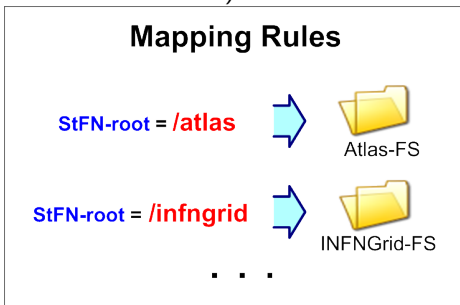 Mapping Rules
StFN-root = /atlas
Atlas-FS
StFN-root = /infngrid
INFNGrid-FS
. . .